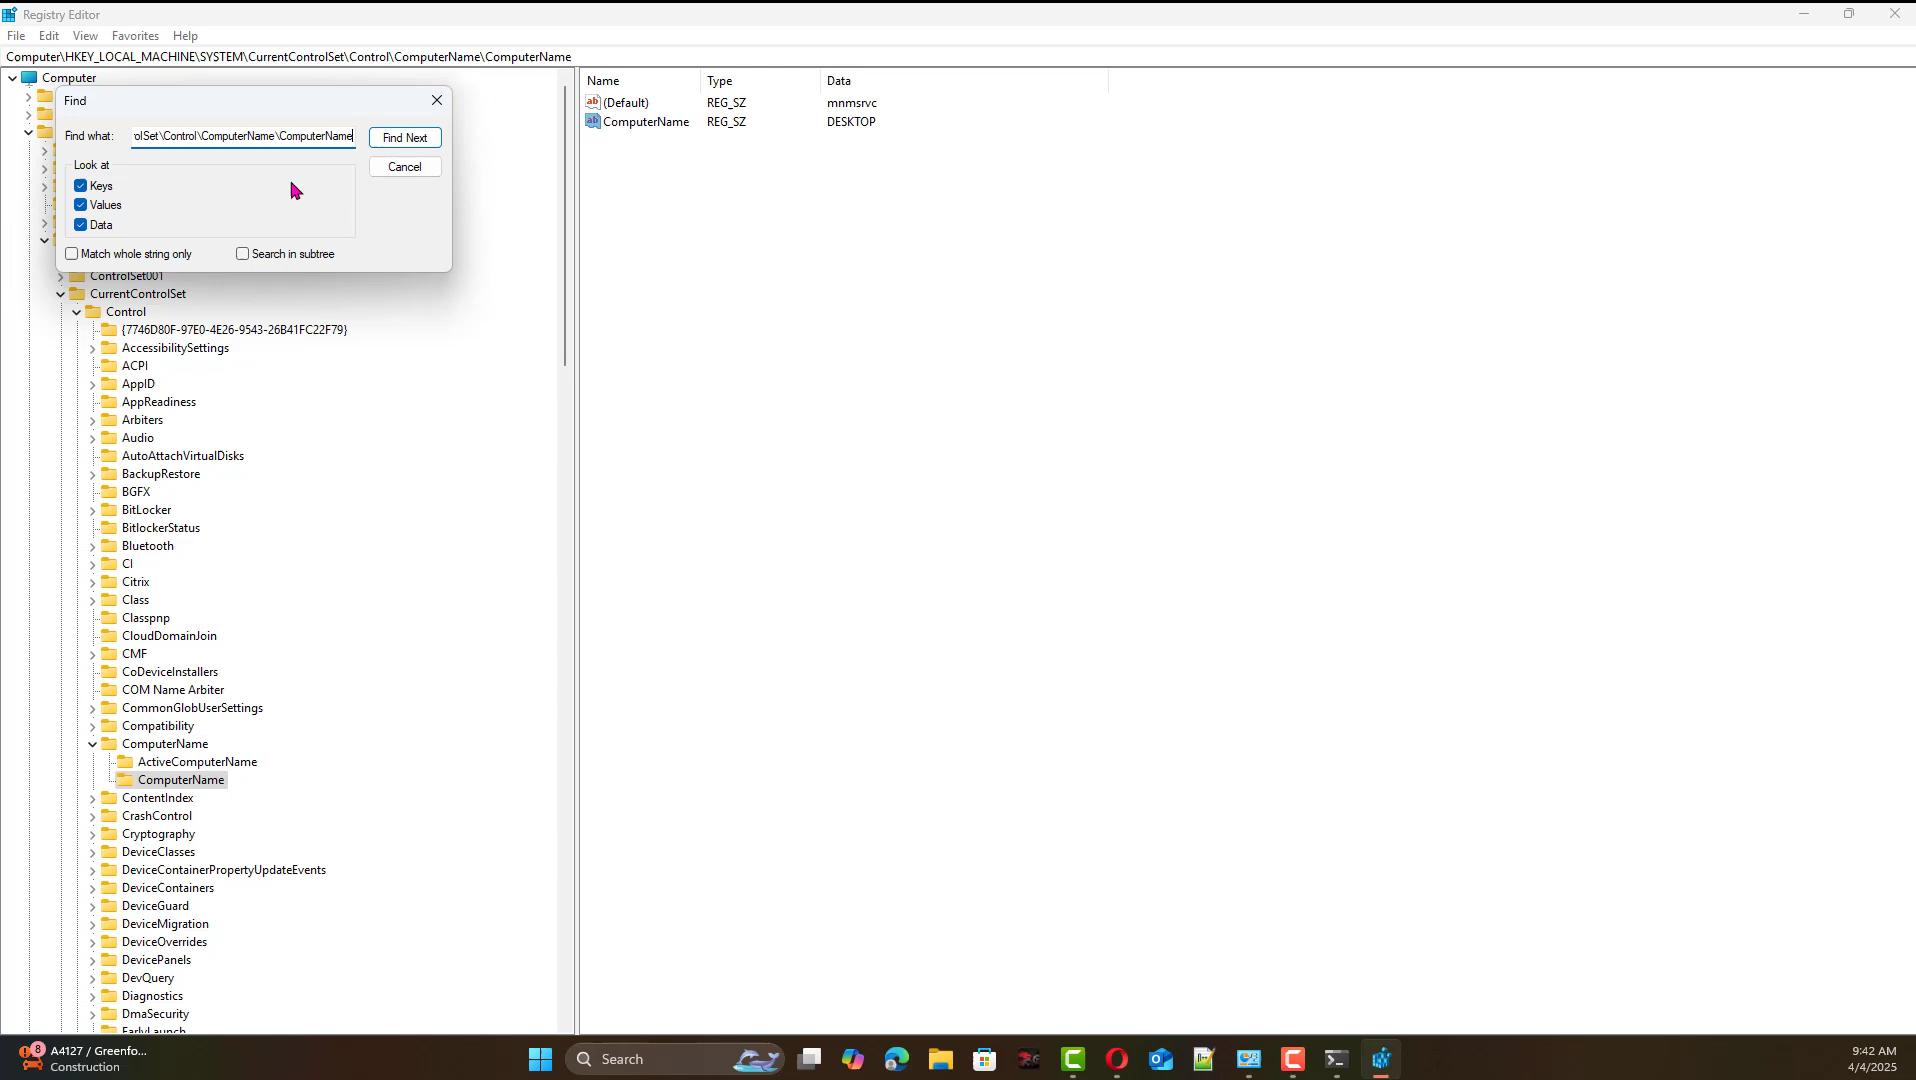 Registry Editor
File Edit View Favorites Help
Computer\HKEY_LOCAL_MACHINE\SYSTEM\CurrentControlSet\Control\ComputerName\ComputerName
Computer
Find
Find what: olSet\Control\ComputerName\ComputerName
Find Next
Look at
Cancel
Keys
Values
Data
Match whole string only
Search in subtree
Name Type Data
(Default) REG_SZ mnmsrvc
ComputerName REG_SZ DESKTOP
ControlSet001
CurrentControlSet
Control
{7746D80F-97E0-4E26-9543-26B41FC22F79}
AccessibilitySettings
ACPI
AppID
AppReadiness
Arbiters
Audio
AutoAttachVirtualDisks
BackupRestore
BGFX
BitLocker
BitlockerStatus
Bluetooth
CI
Citrix
Class
Classpnp
CloudDomainJoin
CMF
CoDeviceInstallers
COM Name Arbiter
CommonGlobUserSettings
Compatibility
ComputerName
ActiveComputerName
ComputerName
ContentIndex
CrashControl
Cryptography
DeviceClasses
DeviceContainerPropertyUpdateEvents
DeviceContainers
DeviceGuard
DeviceMigration
DeviceOverrides
DevicePanels
DevQuery
Diagnostics
DmaSecurity
EarlyLaunch
8
A4127 / Greenfo...
Construction
Search
9:42 AM
4/4/2025